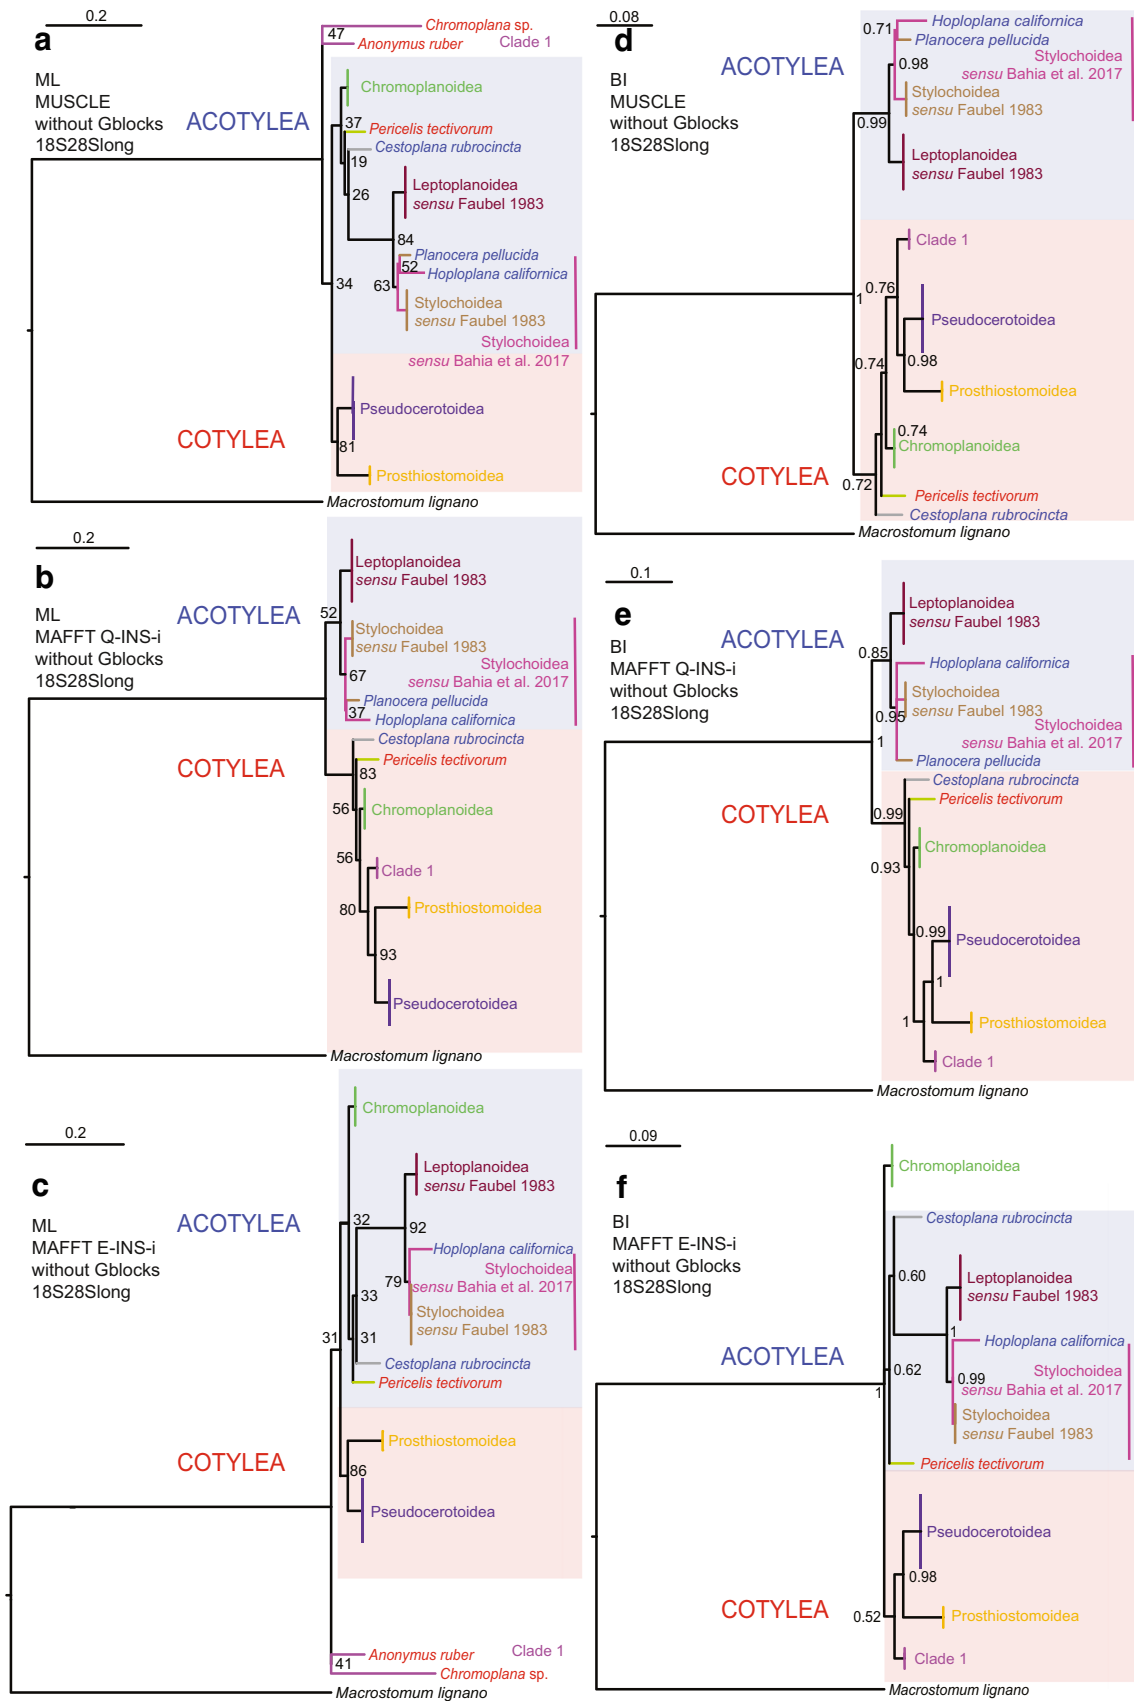 0.2
a
ML
MUSCLE
without Gblocks
18S28Slong
ACOTYLEA
COTYLEA
47
Chromoplana sp.
Anonymus ruber
Clade 1
Chromoplanoidea
37
Pericelis tectivorum
Cestoplana rubrocincta
19
26
Leptoplanoidea
sensu Faubel 1983
84
Planocera pellucida
52
Hoploplana californica
63
Stylochoidea
sensu Faubel 1983
34
Stylochoidea
sensu Bahia et al. 2017
Pseudocerotoidea
81
Prosthiostomoidea
Macrostomum lignano
0.2
b
ML
MAFFT Q-INS-i
without Gblocks
18S28Slong
ACOTYLEA
COTYLEA
Leptoplanoidea
sensu Faubel 1983
52
Stylochoidea
sensu Faubel 1983
Stylochoidea
sensu Bahia et al. 2017
67
Planocera pellucida
37
Hoploplana californica
Cestoplana rubrocincta
Pericelis tectivorum
83
56
Chromoplanoidea
56
Clade 1
80
Prosthiostomoidea
93
Pseudocerotoidea
Macrostomum lignano
0.2
c
ML
MAFFT E-INS-i
without Gblocks
18S28Slong
ACOTYLEA
COTYLEA
Chromoplanoidea
Leptoplanoidea
sensu Faubel 1983
32
92
Hoploplana californica
Stylochoidea
79
sensu Bahia et al. 2017
33
Stylochoidea
sensu Faubel 1983
31
31
Cestoplana rubrocincta
Pericelis tectivorum
Prosthiostomoidea
86
Pseudocerotoidea
Anonymus ruber
Clade 1
41
Chromoplana sp.
Macrostomum lignano
0.08
d
BI
MUSCLE
without Gblocks
18S28Slong
ACOTYLEA
COTYLEA
0.71
Hoploplana californica
Planocera pellucida
Stylochoidea
sensu Bahia et al. 2017
0.98
Stylochoidea
sensu Faubel 1983
0.99
Leptoplanoidea
sensu Faubel 1983
Clade 1
0.76
1
Pseudocerotoidea
0.98
0.74
Prosthiostomoidea
0.74
Chromoplanoidea
0.72
Pericelis tectivorum
Cestoplana rubrocincta
Macrostomum lignano
0.1
e
BI
MAFFT Q-INS-i
without Gblocks
18S28Slong
ACOTYLEA
COTYLEA
Leptoplanoidea
sensu Faubel 1983
0.85
Hoploplana californica
Stylochoidea
sensu Faubel 1983
0.95
Stylochoidea
sensu Bahia et al. 2017
1
Planocera pellucida
Cestoplana rubrocincta
Pericelis tectivorum
0.99
Chromoplanoidea
0.93
0.99
Pseudocerotoidea
1
1
Prosthiostomoidea
Clade 1
Macrostomum lignano
0.09
f
BI
MAFFT E-INS-i
without Gblocks
18S28Slong
ACOTYLEA
COTYLEA
Chromoplanoidea
Cestoplana rubrocincta
0.60
Leptoplanoidea
sensu Faubel 1983
1
Hoploplana californica
0.62
0.99
Stylochoidea
sensu Bahia et al. 2017
1
Stylochoidea
sensu Faubel 1983
Pericelis tectivorum
Pseudocerotoidea
0.98
0.52
Prosthiostomoidea
Clade 1
Macrostomum lignano